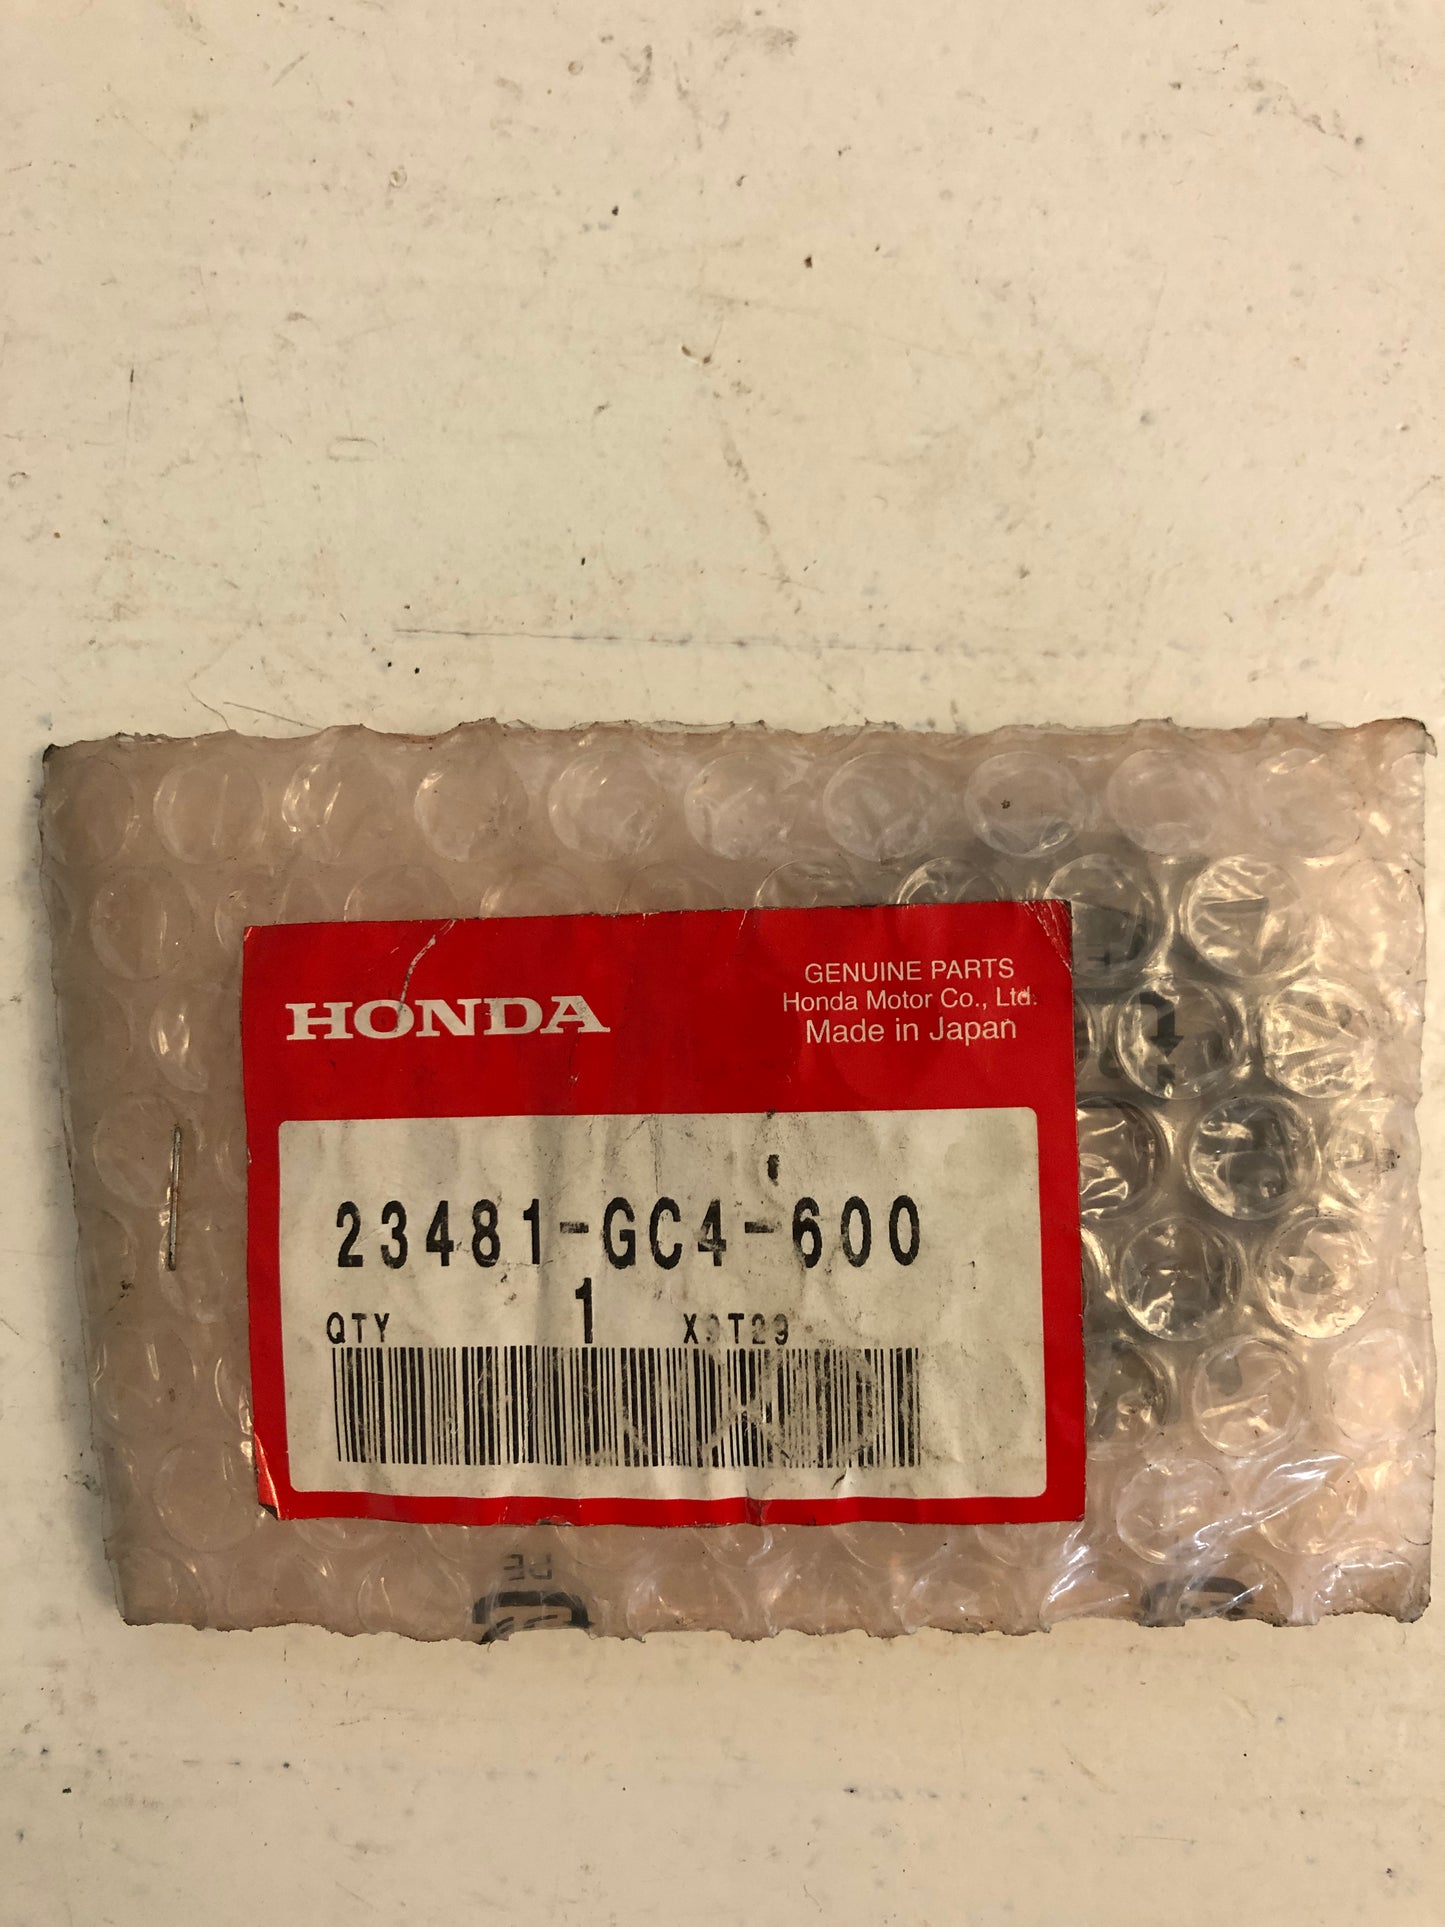 HONDA
GENUINE PARTS
Honda Motor Co., Ltd.
Made in Japan
23481-GC4-600
QTY 1